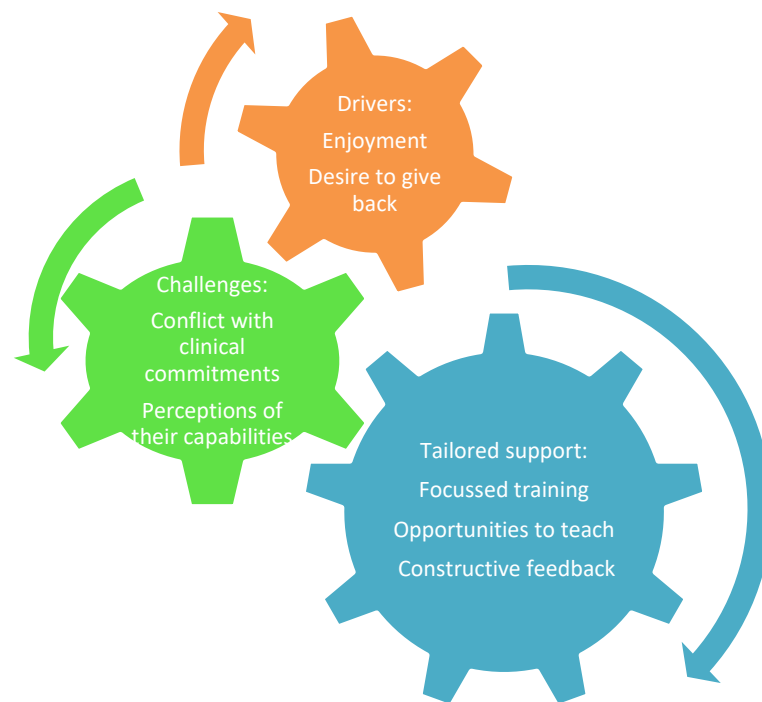 Drivers:
Enjoyment
Desire to give
back
Challenges:
Conflict with
clinical
commitments
Perceptions of
their capabilities
Tailored support:
Focussed training
Opportunities to teach
Constructive feedback